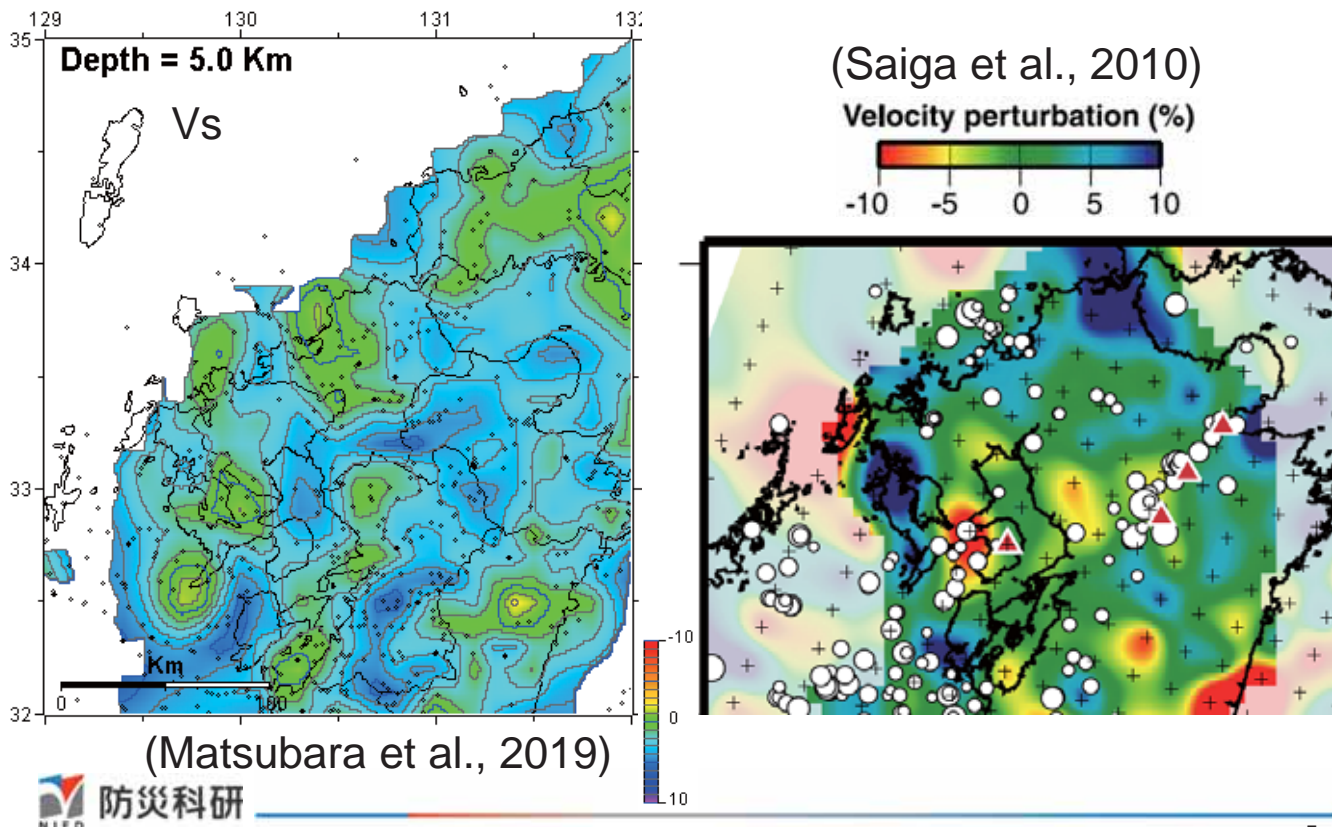 129 130 131 132
35
Depth = 5.0 Km
Vs
34
33
32
Km
0
(Matsubara et al., 2019)
-10
0
10
(Saiga et al., 2010)
Velocity perturbation (%)
-10 -5 0 5 10
防災科研
NIED